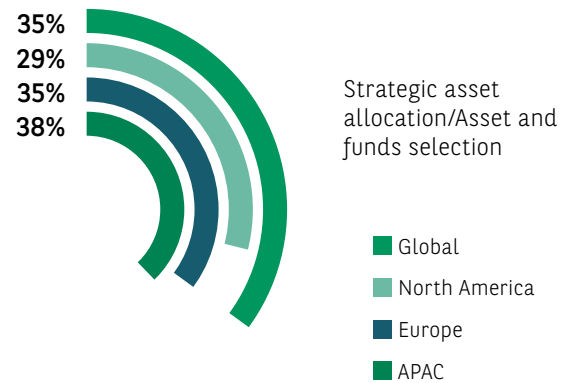 35%
29%
35%
38%
Strategic asset
allocation/Asset and
funds selection
Global
North America
Europe
APAC